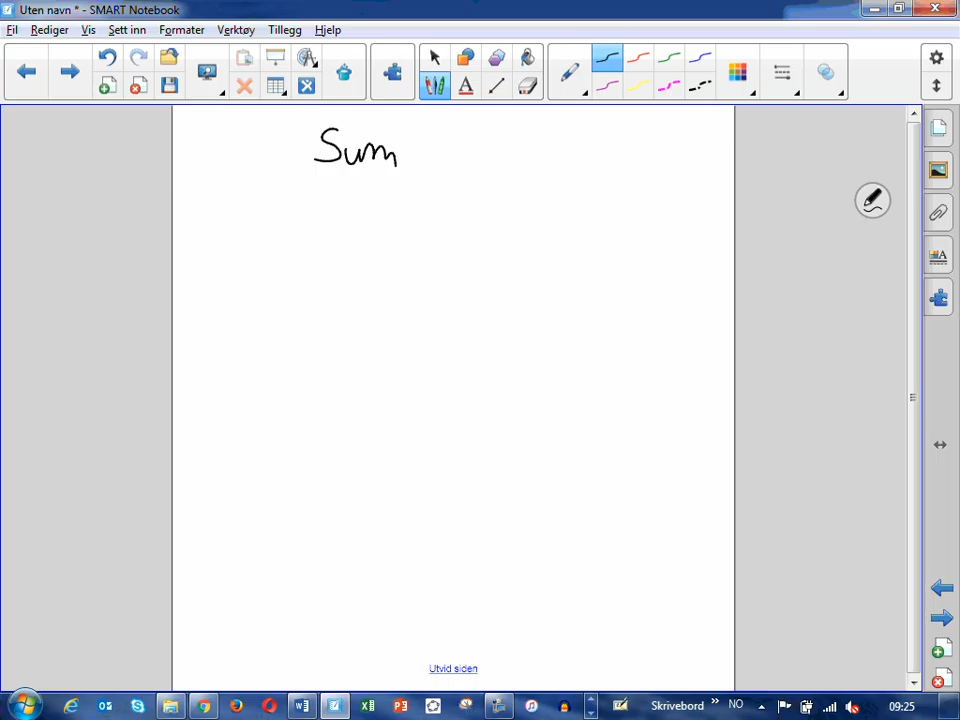 Uten navn * - SMART Notebook
Fil Rediger Vis Sett inn Formater Verktøy Tillegg Hjelp
Sum
Utvid siden
Skrivebord » NO 09:25